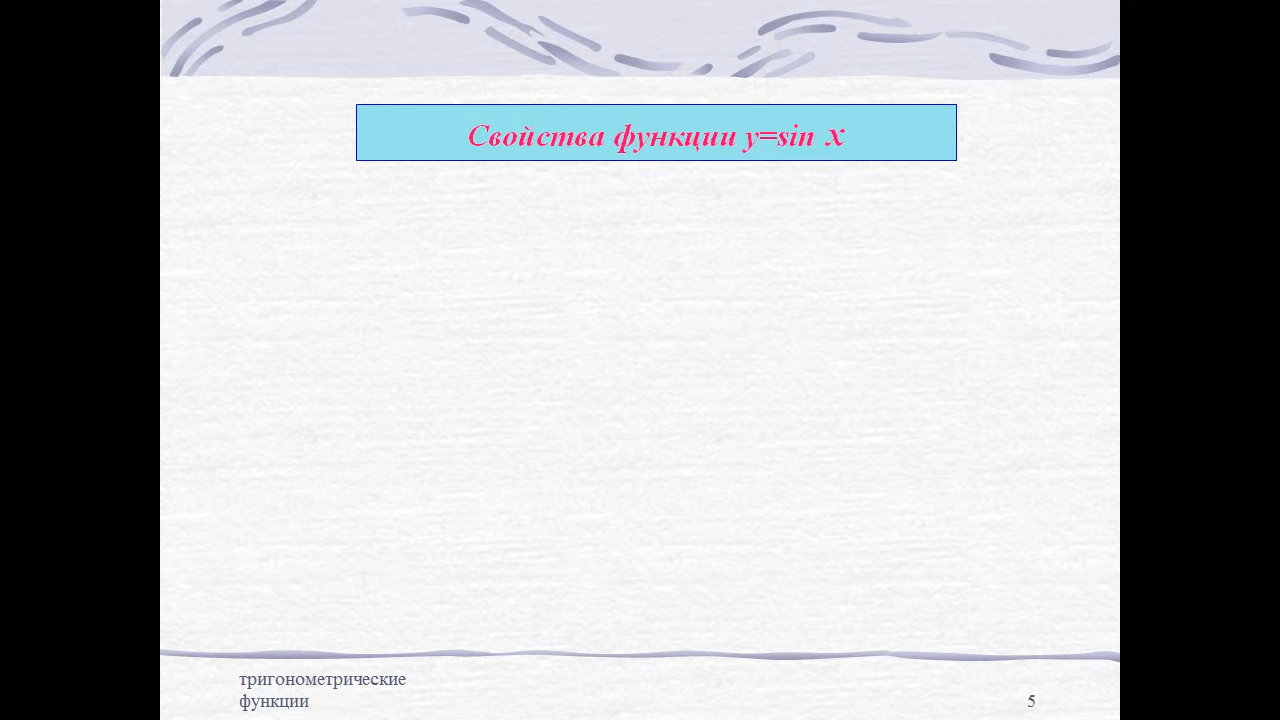 Свойства функции y=sin x
тригонометрические
функции
5